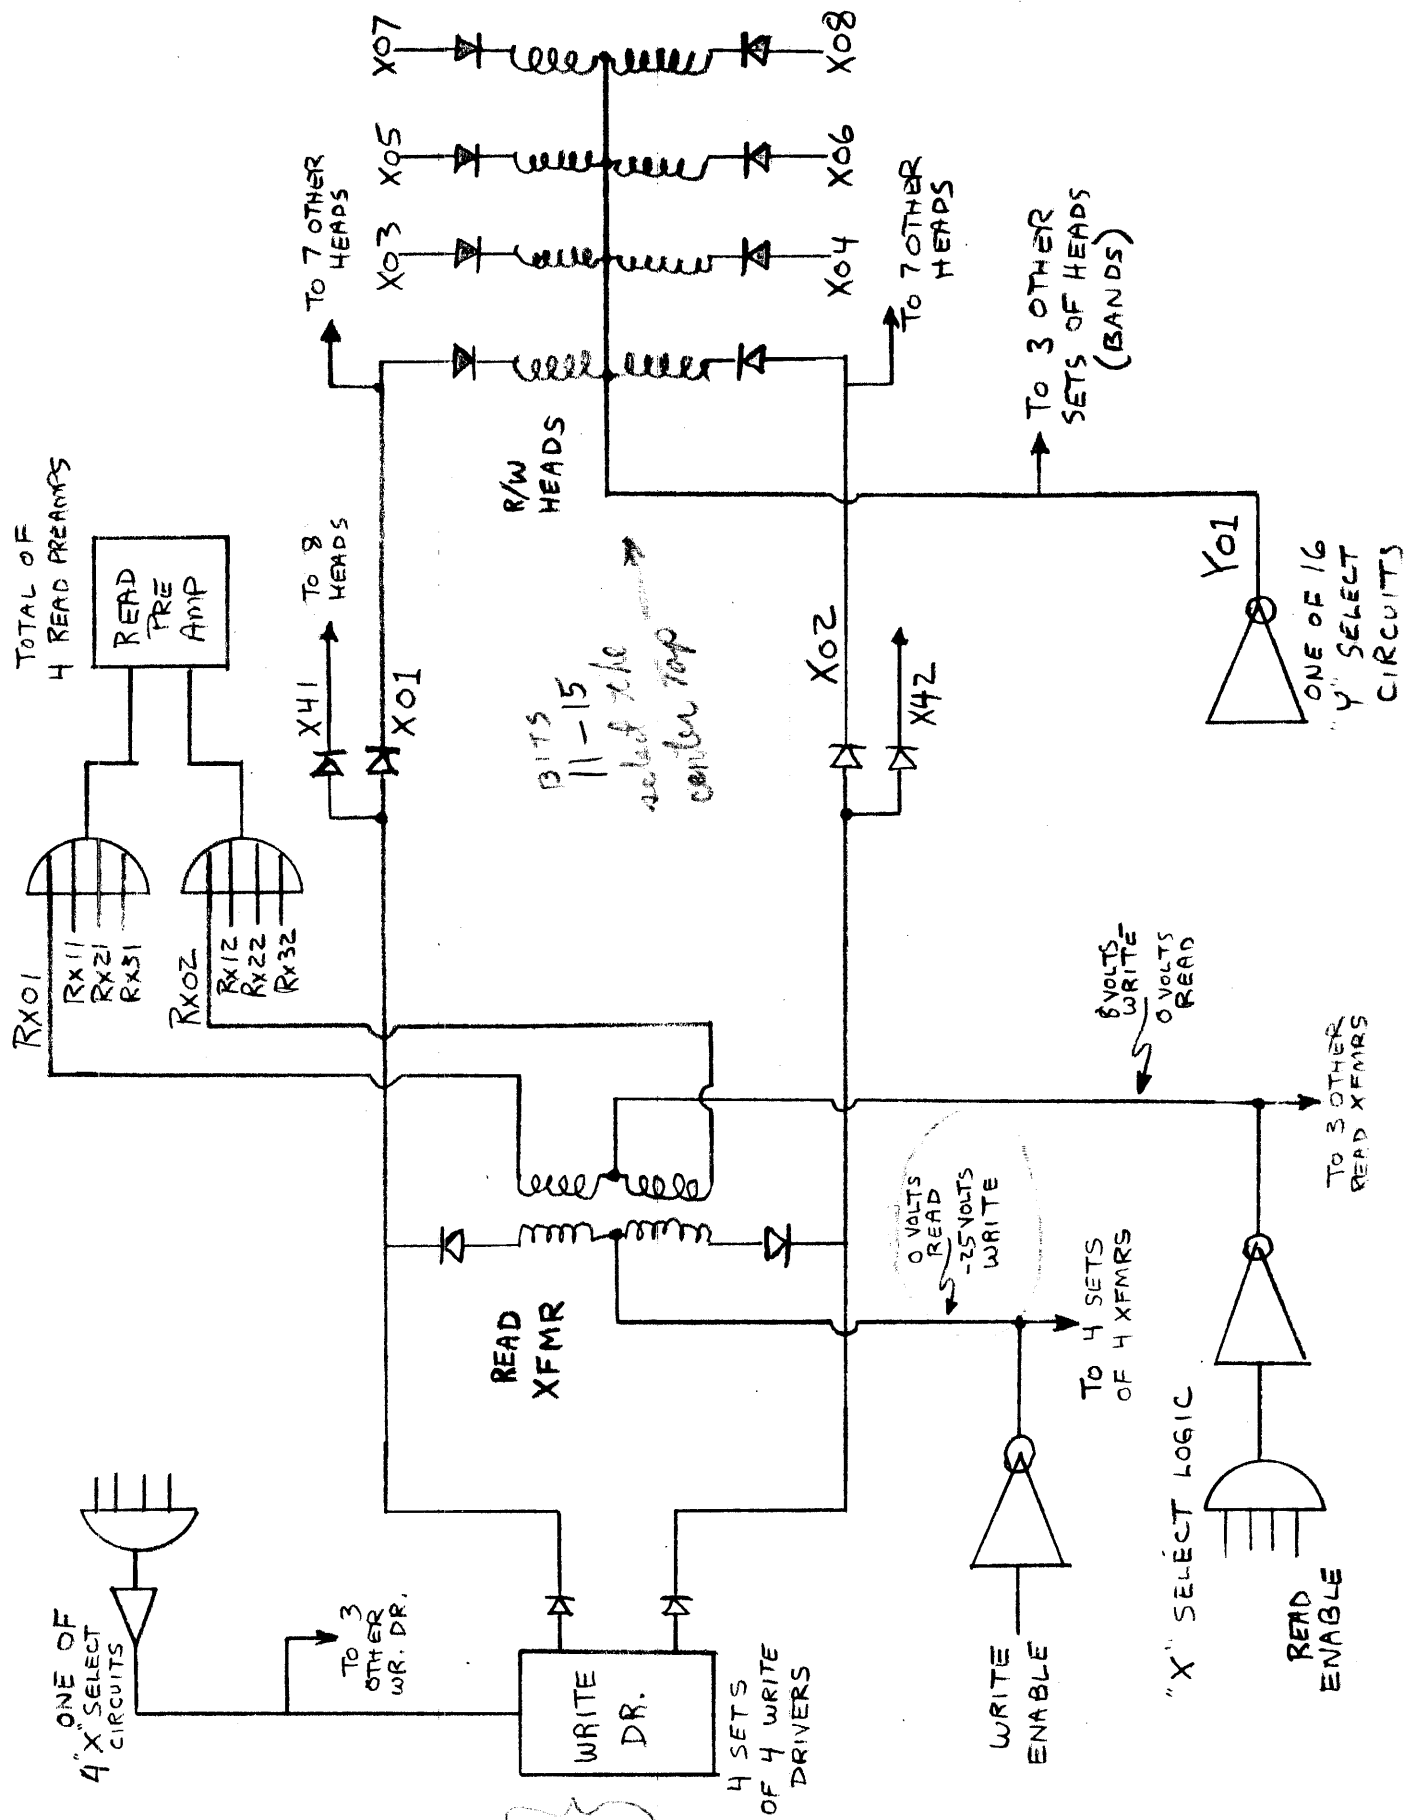 ONE OF
4 "X" SELECT
CIRCUITS
TO 3
OTHER
WR. DR.
WRITE
DR.
4 SETS
OF 4 WRITE
DRIVERS
READ
XFMR
WRITE
ENABLE
0 VOLTS
READ
-25 VOLTS
WRITE
TO 4 SETS
OF 4 XFMRS
"X" SELECT LOGIC
READ
ENABLE
8 VOLTS
WRITE
0 VOLTS
READ
TO 3 OTHER
READ XFMRS
RX01
RX11
RX21
RX31
RX02
RX12
RX22
RX32
TOTAL OF
4 READ PREAMPS
READ
PRE
AMP
X41
TO 8
HEADS
X01
BITS
11-15
select the
center tap
X02
X42
R/W
HEADS
TO 7 OTHER
HEADS
X03
X05
X07
X04
X06
X08
TO 7 OTHER
HEADS
TO 3 OTHER
SETS OF HEADS
(BANDS)
Y01
ONE OF 16
"Y" SELECT
CIRCUITS